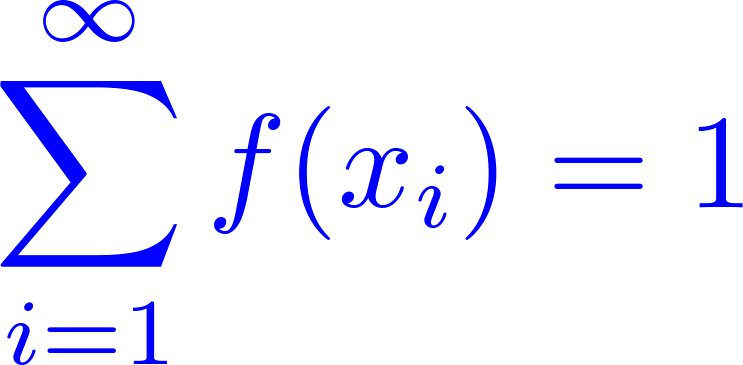 ∑_{i=1}^{∞} f(x_i) = 1